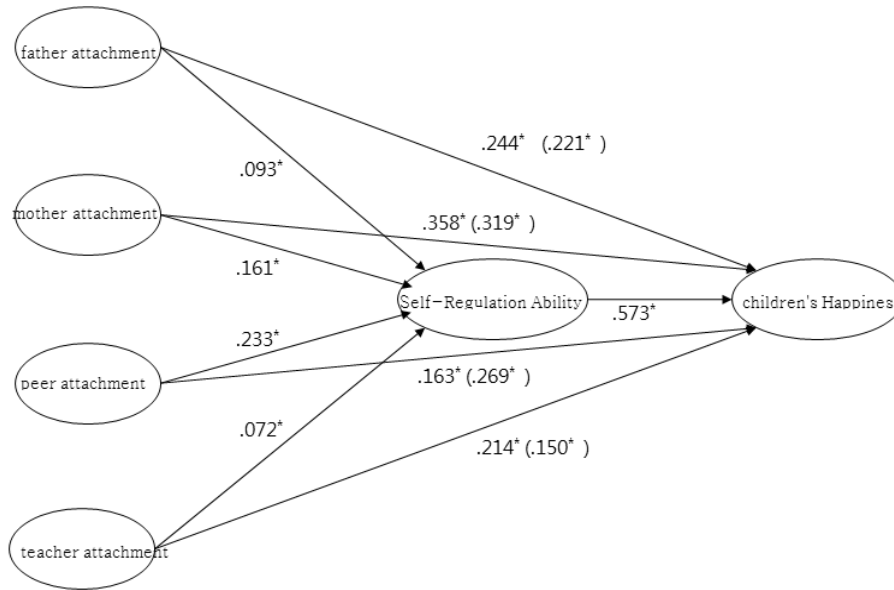 father attachment
.244* (.221* )
.093*
mother attachment
.358* (.319* )
.161*
Self-Regulation Ability
children's Happines
.573*
.233*
peer attachment
.163* (.269* )
.072*
.214* (.150* )
teacher attachment